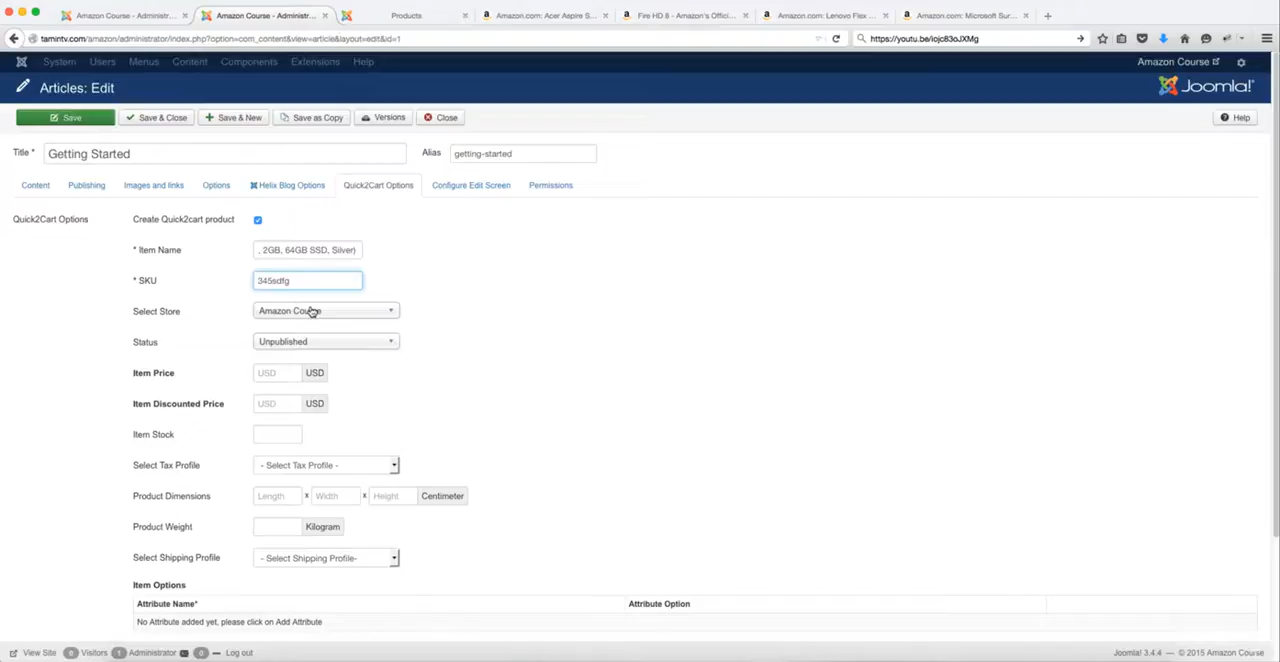 Amazon Course - Administr... × Amazon Course - Administr... × Products × Amazon.com: Acer Aspire S... × Fire HD 8 - Amazon's Offici... × Amazon.com: Lenovo Flex ... × Amazon.com: Microsoft Sur... × +
tamintv.com/amazon/administrator/index.php?option=com_content&view=article&layout=edit&id=1 https://youtu.be/iojc83oJXMg
System Users Menus Content Components Extensions Help Amazon Course
Articles: Edit Joomla!®
Save Save & Close Save & New Save as Copy Versions Close Help
Title * Getting Started Alias getting-started
Content Publishing Images and links Options Helix Blog Options Quick2Cart Options Configure Edit Screen Permissions
Quick2Cart Options Create Quick2cart product
* Item Name , 2GB, 64GB SSD, Silver)
* SKU 345sdfg
Select Store Amazon Course
Status Unpublished
Item Price USD USD
Item Discounted Price USD USD
Item Stock
Select Tax Profile - Select Tax Profile -
Product Dimensions Length x Width x Height Centimeter
Product Weight Kilogram
Select Shipping Profile - Select Shipping Profile-
Item Options
Attribute Name* Attribute Option
No Attribute added yet, please click on Add Attribute
View Site 0 Visitors 1 Administrator 0 Log out Joomla! 3.4.4 — © 2015 Amazon Course